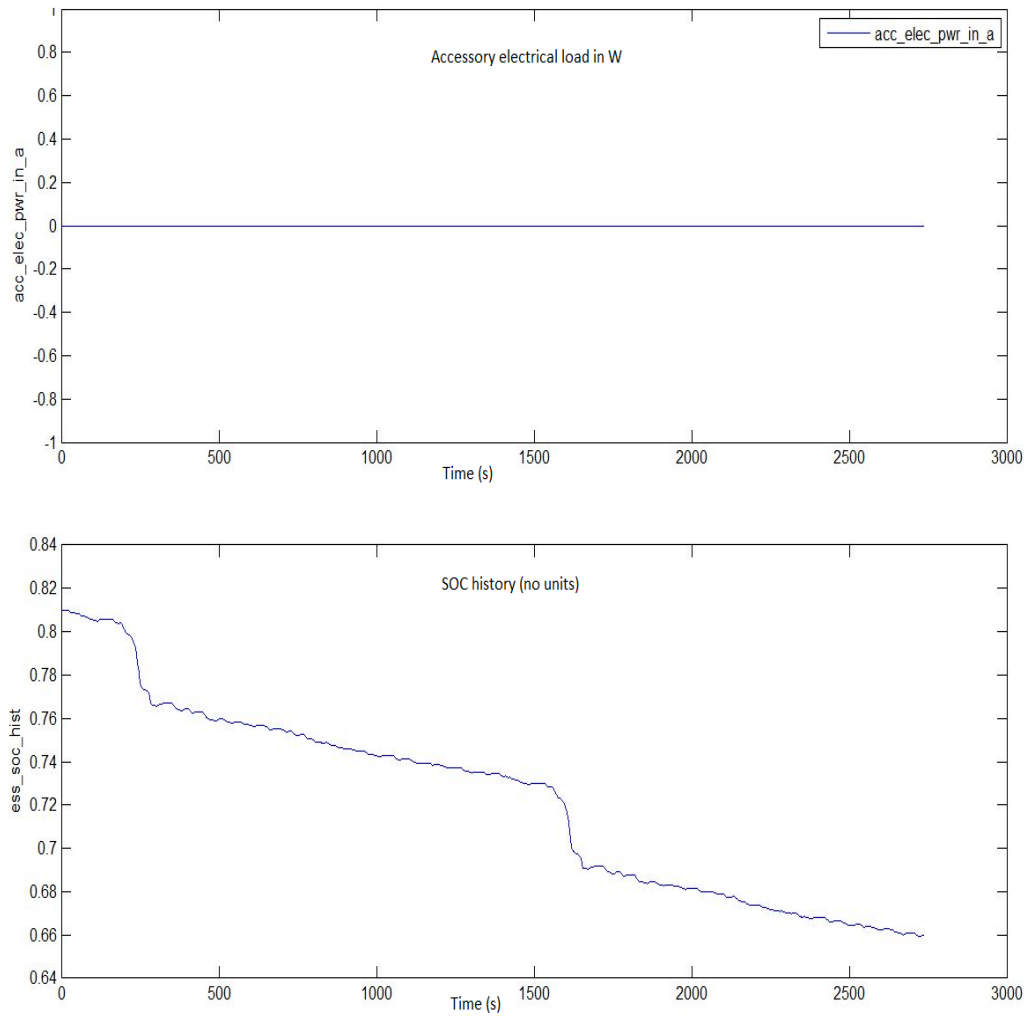 1
acc_elec_pwr_in_a
0.8
Accessory electrical load in W
0.6
0.4
0.2
acc_elec_pwr_in_a
0
-0.2
-0.4
-0.6
-0.8
-1
0 500 1000 1500 2000 2500 3000
Time (s)
0.84
0.82
SOC history (no units)
0.8
0.78
0.76
ess_soc_hist
0.74
0.72
0.7
0.68
0.66
0.64
0 500 1000 1500 2000 2500 3000
Time (s)